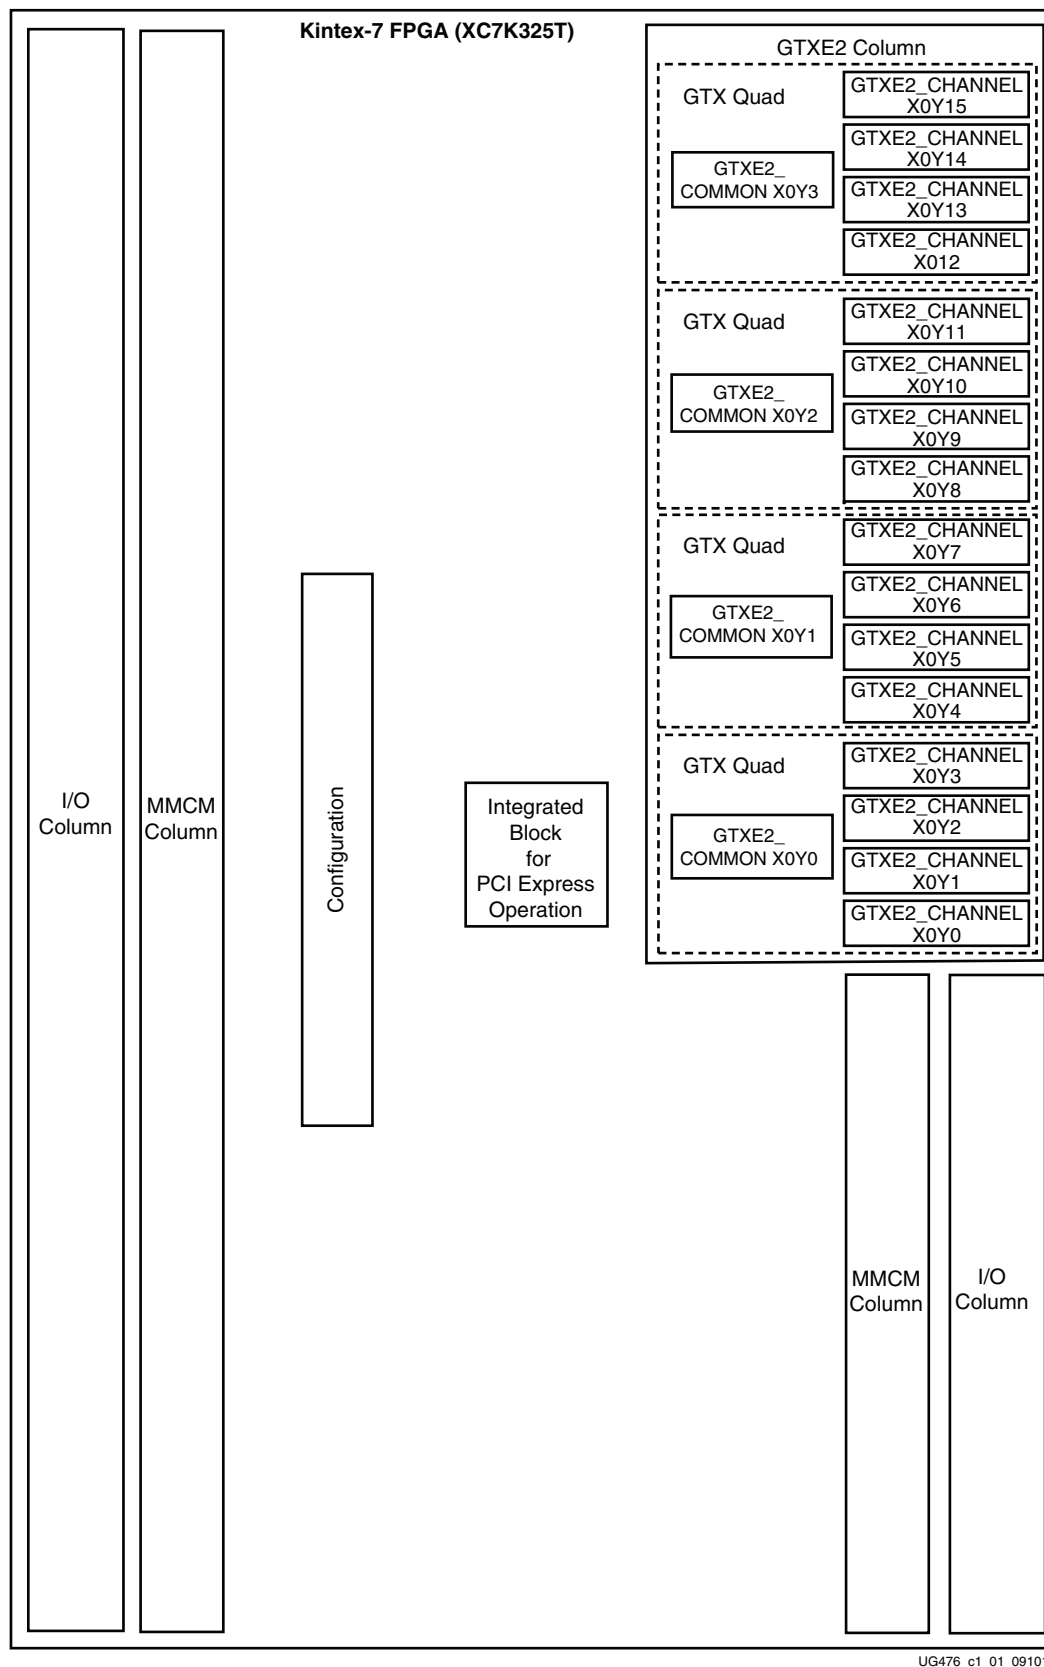 Kintex-7 FPGA (XC7K325T)
GTXE2 Column
GTX Quad
GTXE2_CHANNEL
X0Y15
GTXE2_CHANNEL
X0Y14
GTXE2_
COMMON X0Y3
GTXE2_CHANNEL
X0Y13
GTXE2_CHANNEL
X012
GTX Quad
GTXE2_CHANNEL
X0Y11
GTXE2_CHANNEL
X0Y10
GTXE2_
COMMON X0Y2
GTXE2_CHANNEL
X0Y9
GTXE2_CHANNEL
X0Y8
GTX Quad
GTXE2_CHANNEL
X0Y7
GTXE2_CHANNEL
X0Y6
GTXE2_
COMMON X0Y1
GTXE2_CHANNEL
X0Y5
GTXE2_CHANNEL
X0Y4
GTX Quad
GTXE2_CHANNEL
X0Y3
GTXE2_CHANNEL
X0Y2
GTXE2_
COMMON X0Y0
GTXE2_CHANNEL
X0Y1
GTXE2_CHANNEL
X0Y0
I/O
Column
MMCM
Column
Configuration
Integrated
Block
for
PCI Express
Operation
MMCM
Column
I/O
Column
UG476_c1_01_09101